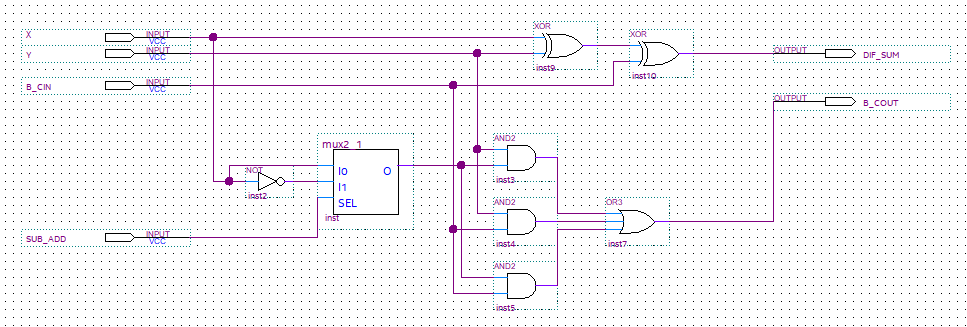 XOR
X INPUT VCC
XOR
Y INPUT VCC
OUTPUT DIF_SUM
inst9
inst10
B_CIN INPUT VCC
OUTPUT B_COUT
mux2_1
AND2
NOT
I0 O
I1
SEL
inst2
inst
inst3
AND2
OR3
SUB_ADD INPUT VCC
inst4
inst7
AND2
inst5